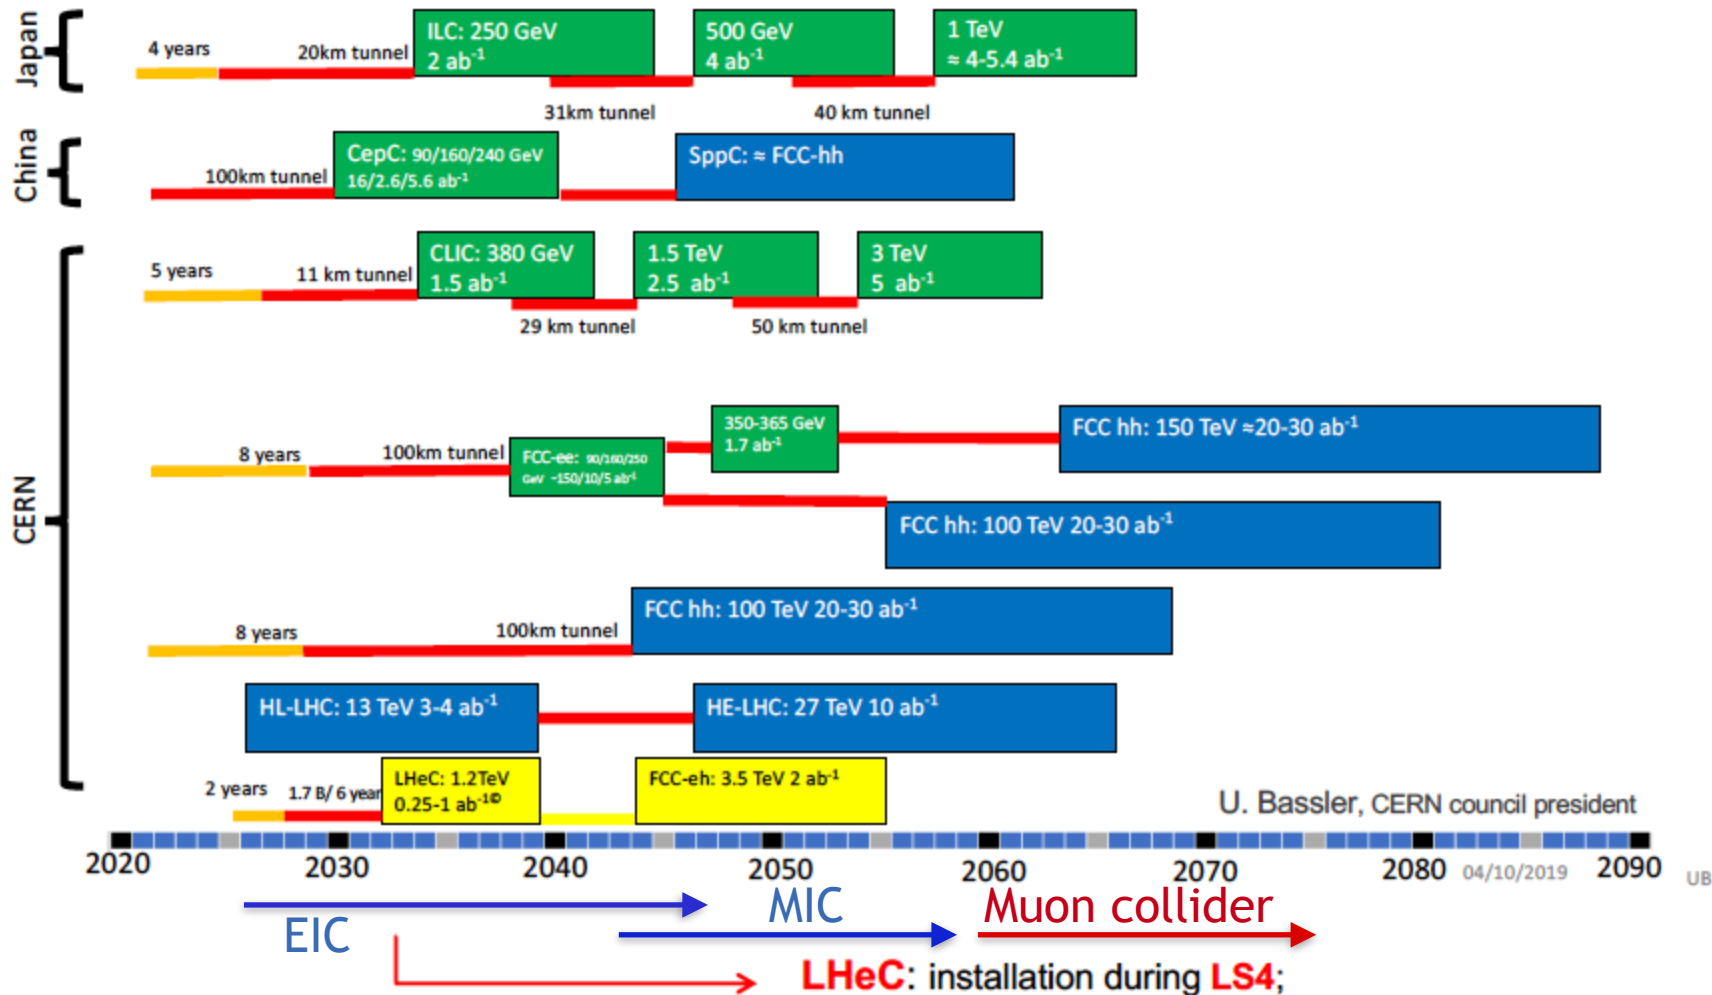 Japan
4 years
20km tunnel
ILC: 250 GeV
2 ab⁻¹
500 GeV
4 ab⁻¹
1 TeV
≈ 4-5.4 ab⁻¹
31km tunnel
40 km tunnel
China
100km tunnel
CepC: 90/160/240 GeV
16/2.6/5.6 ab⁻¹
SppC: ≈ FCC-hh
CERN
5 years
11 km tunnel
CLIC: 380 GeV
1.5 ab⁻¹
1.5 TeV
2.5 ab⁻¹
3 TeV
5 ab⁻¹
29 km tunnel
50 km tunnel
8 years
100km tunnel
FCC-ee: 90/160/250
GeV ~150/10/5 ab⁻¹
350-365 GeV
1.7 ab⁻¹
FCC hh: 150 TeV ≈20-30 ab⁻¹
FCC hh: 100 TeV 20-30 ab⁻¹
8 years
100km tunnel
FCC hh: 100 TeV 20-30 ab⁻¹
HL-LHC: 13 TeV 3-4 ab⁻¹
HE-LHC: 27 TeV 10 ab⁻¹
2 years
1.7 B/ 6 year
LHeC: 1.2TeV
0.25-1 ab⁻¹©
FCC-eh: 3.5 TeV 2 ab⁻¹
U. Bassler, CERN council president
2020 2030 2040 2050 2060 2070 2080 04/10/2019 2090 UB
EIC
MIC
Muon collider
LHeC: installation during LS4;